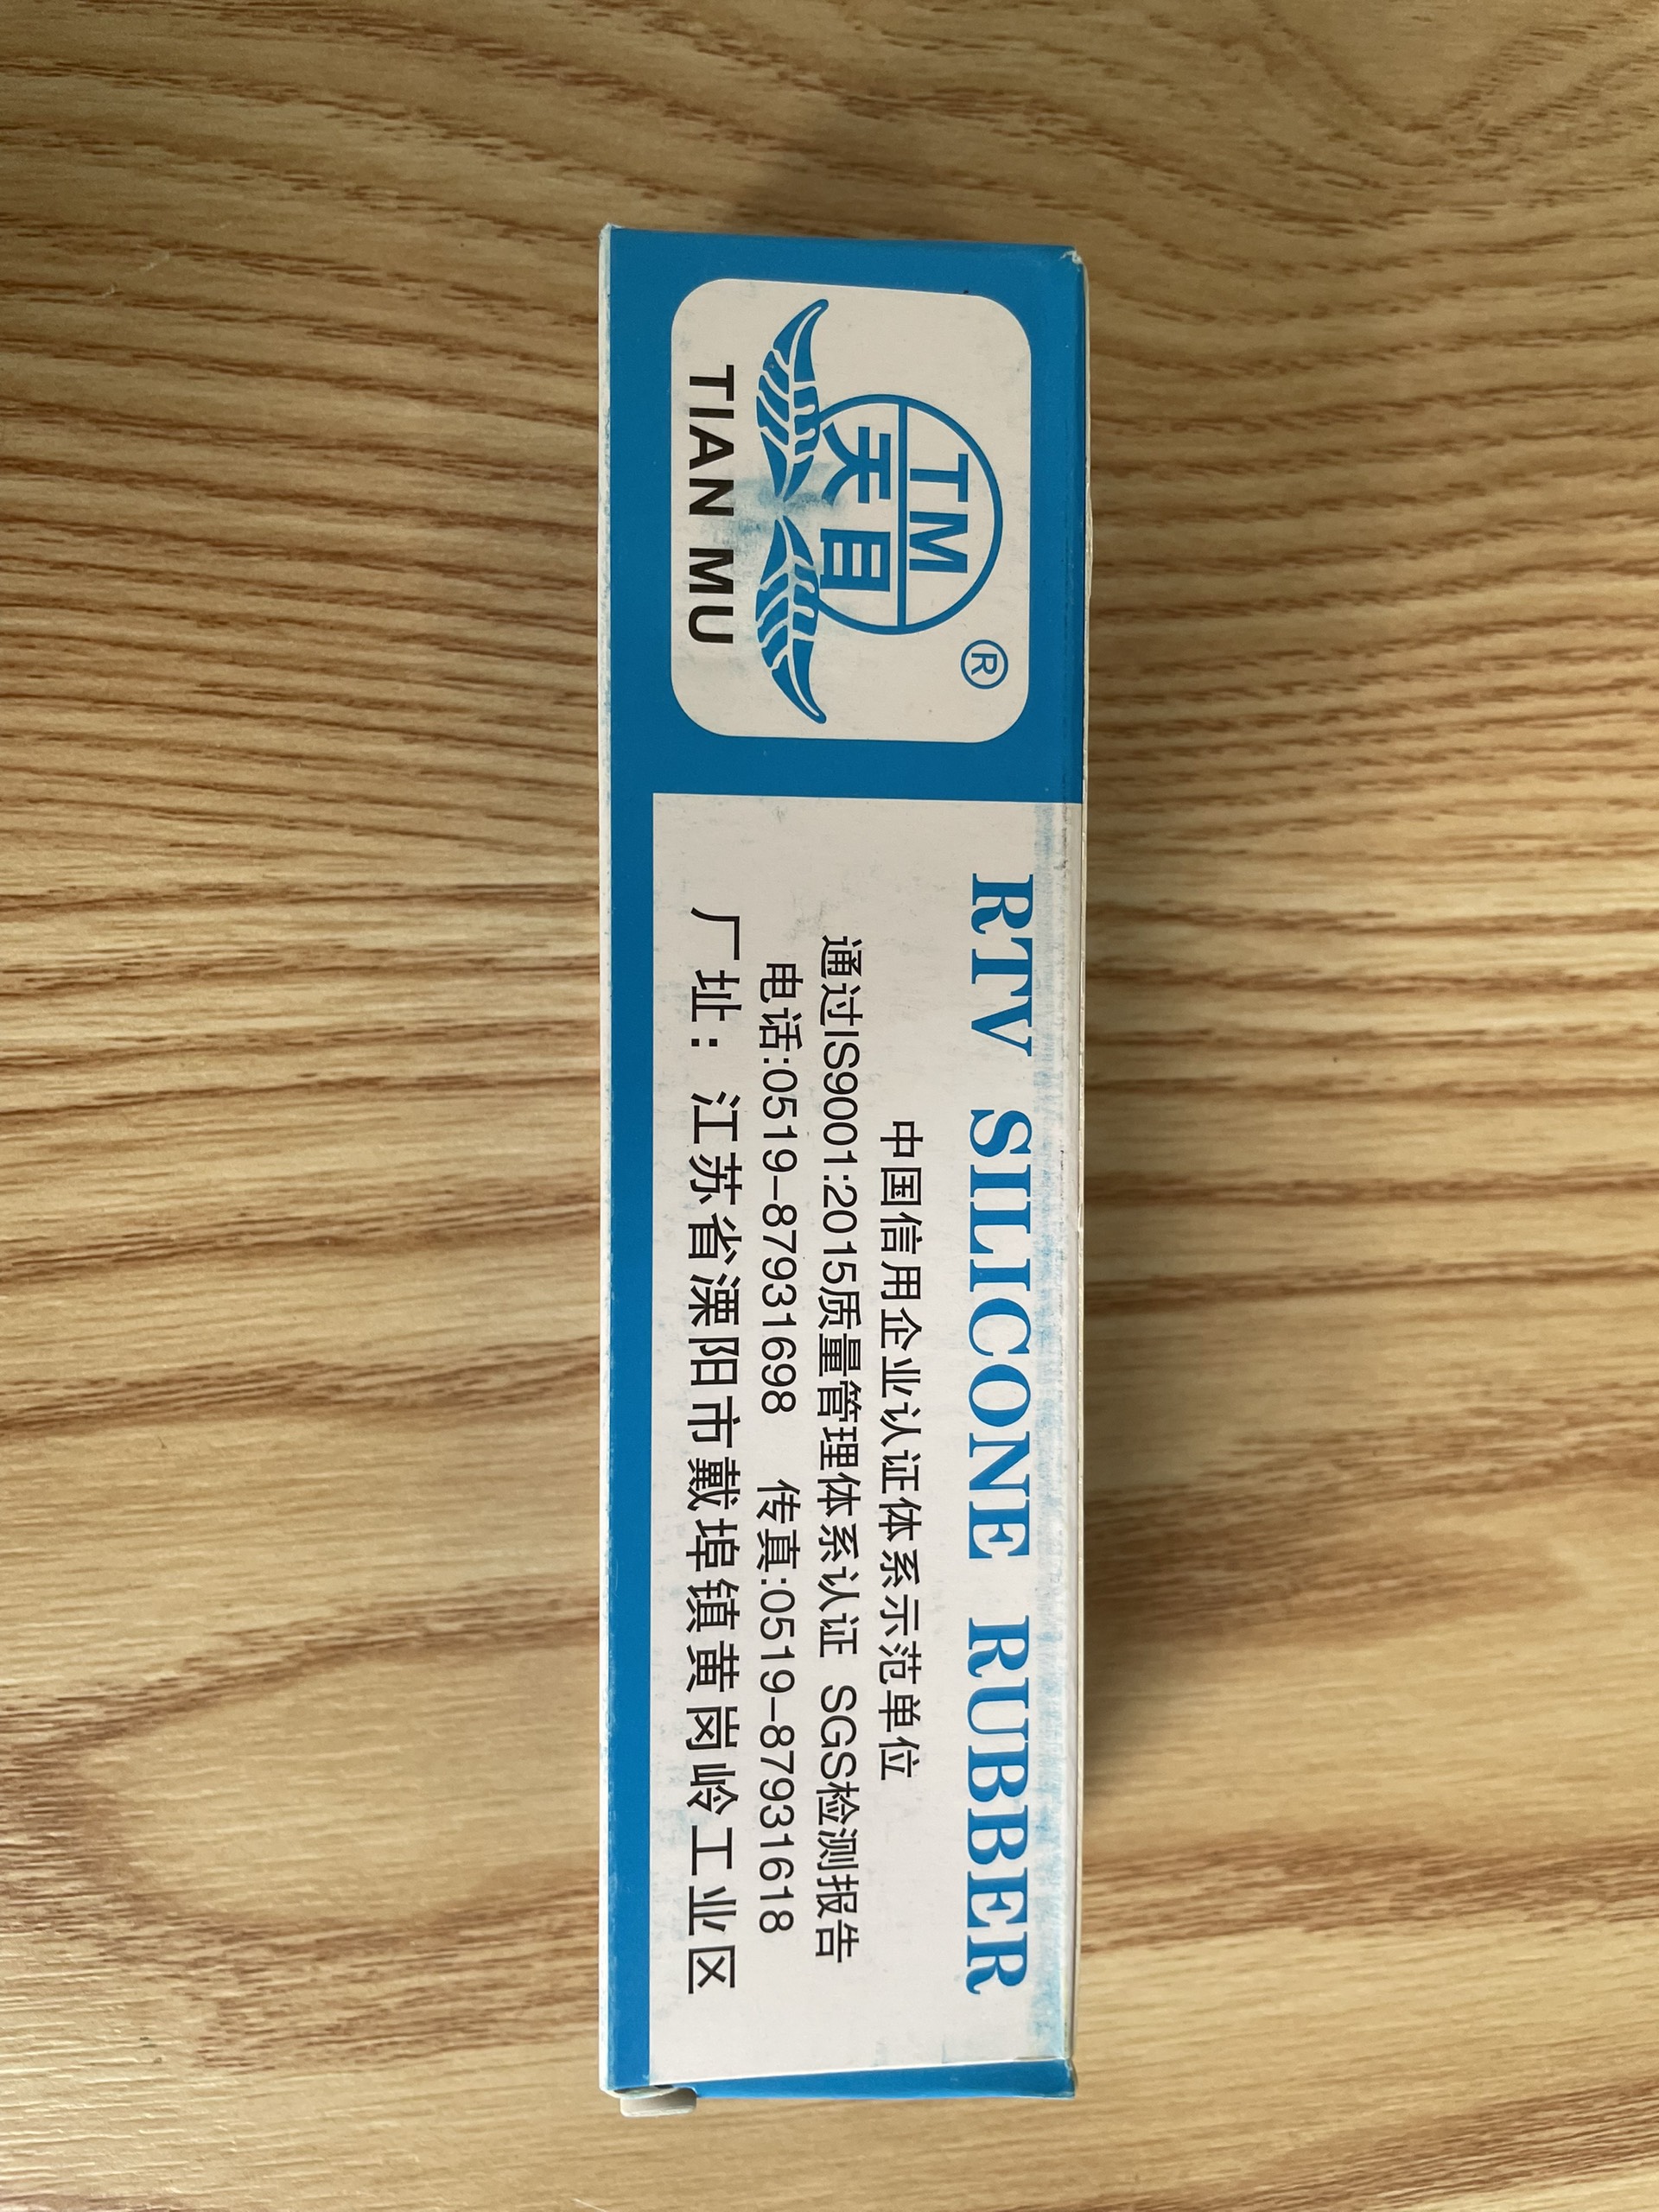 TM
天目
®
TIAN MU
RTV SILICONE RUBBER
中国信用企业认证体系示范单位
通过IS9001:2015质量管理体系认证 SGS检测报告
电话:0519-87931698 传真:0519-87931618
厂址：江苏省溧阳市戴埠镇黄岗岭工业区